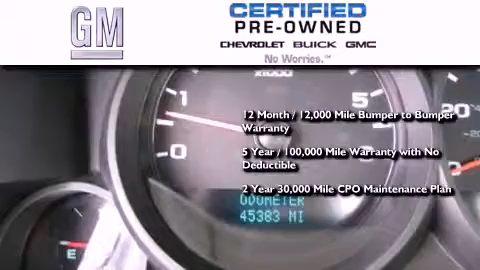 GM
CERTIFIED
PRE-OWNED
CHEVROLET BUICK GMC
No Worries.™
x1000
1
5
20
-20
0
0
12 Month / 12,000 Mile Bumper to Bumper
Warranty
5 Year / 100,000 Mile Warranty with No
Deductible
2 Year 30,000 Mile CPO Maintenance Plan
ODOMETER
45383 MI
E